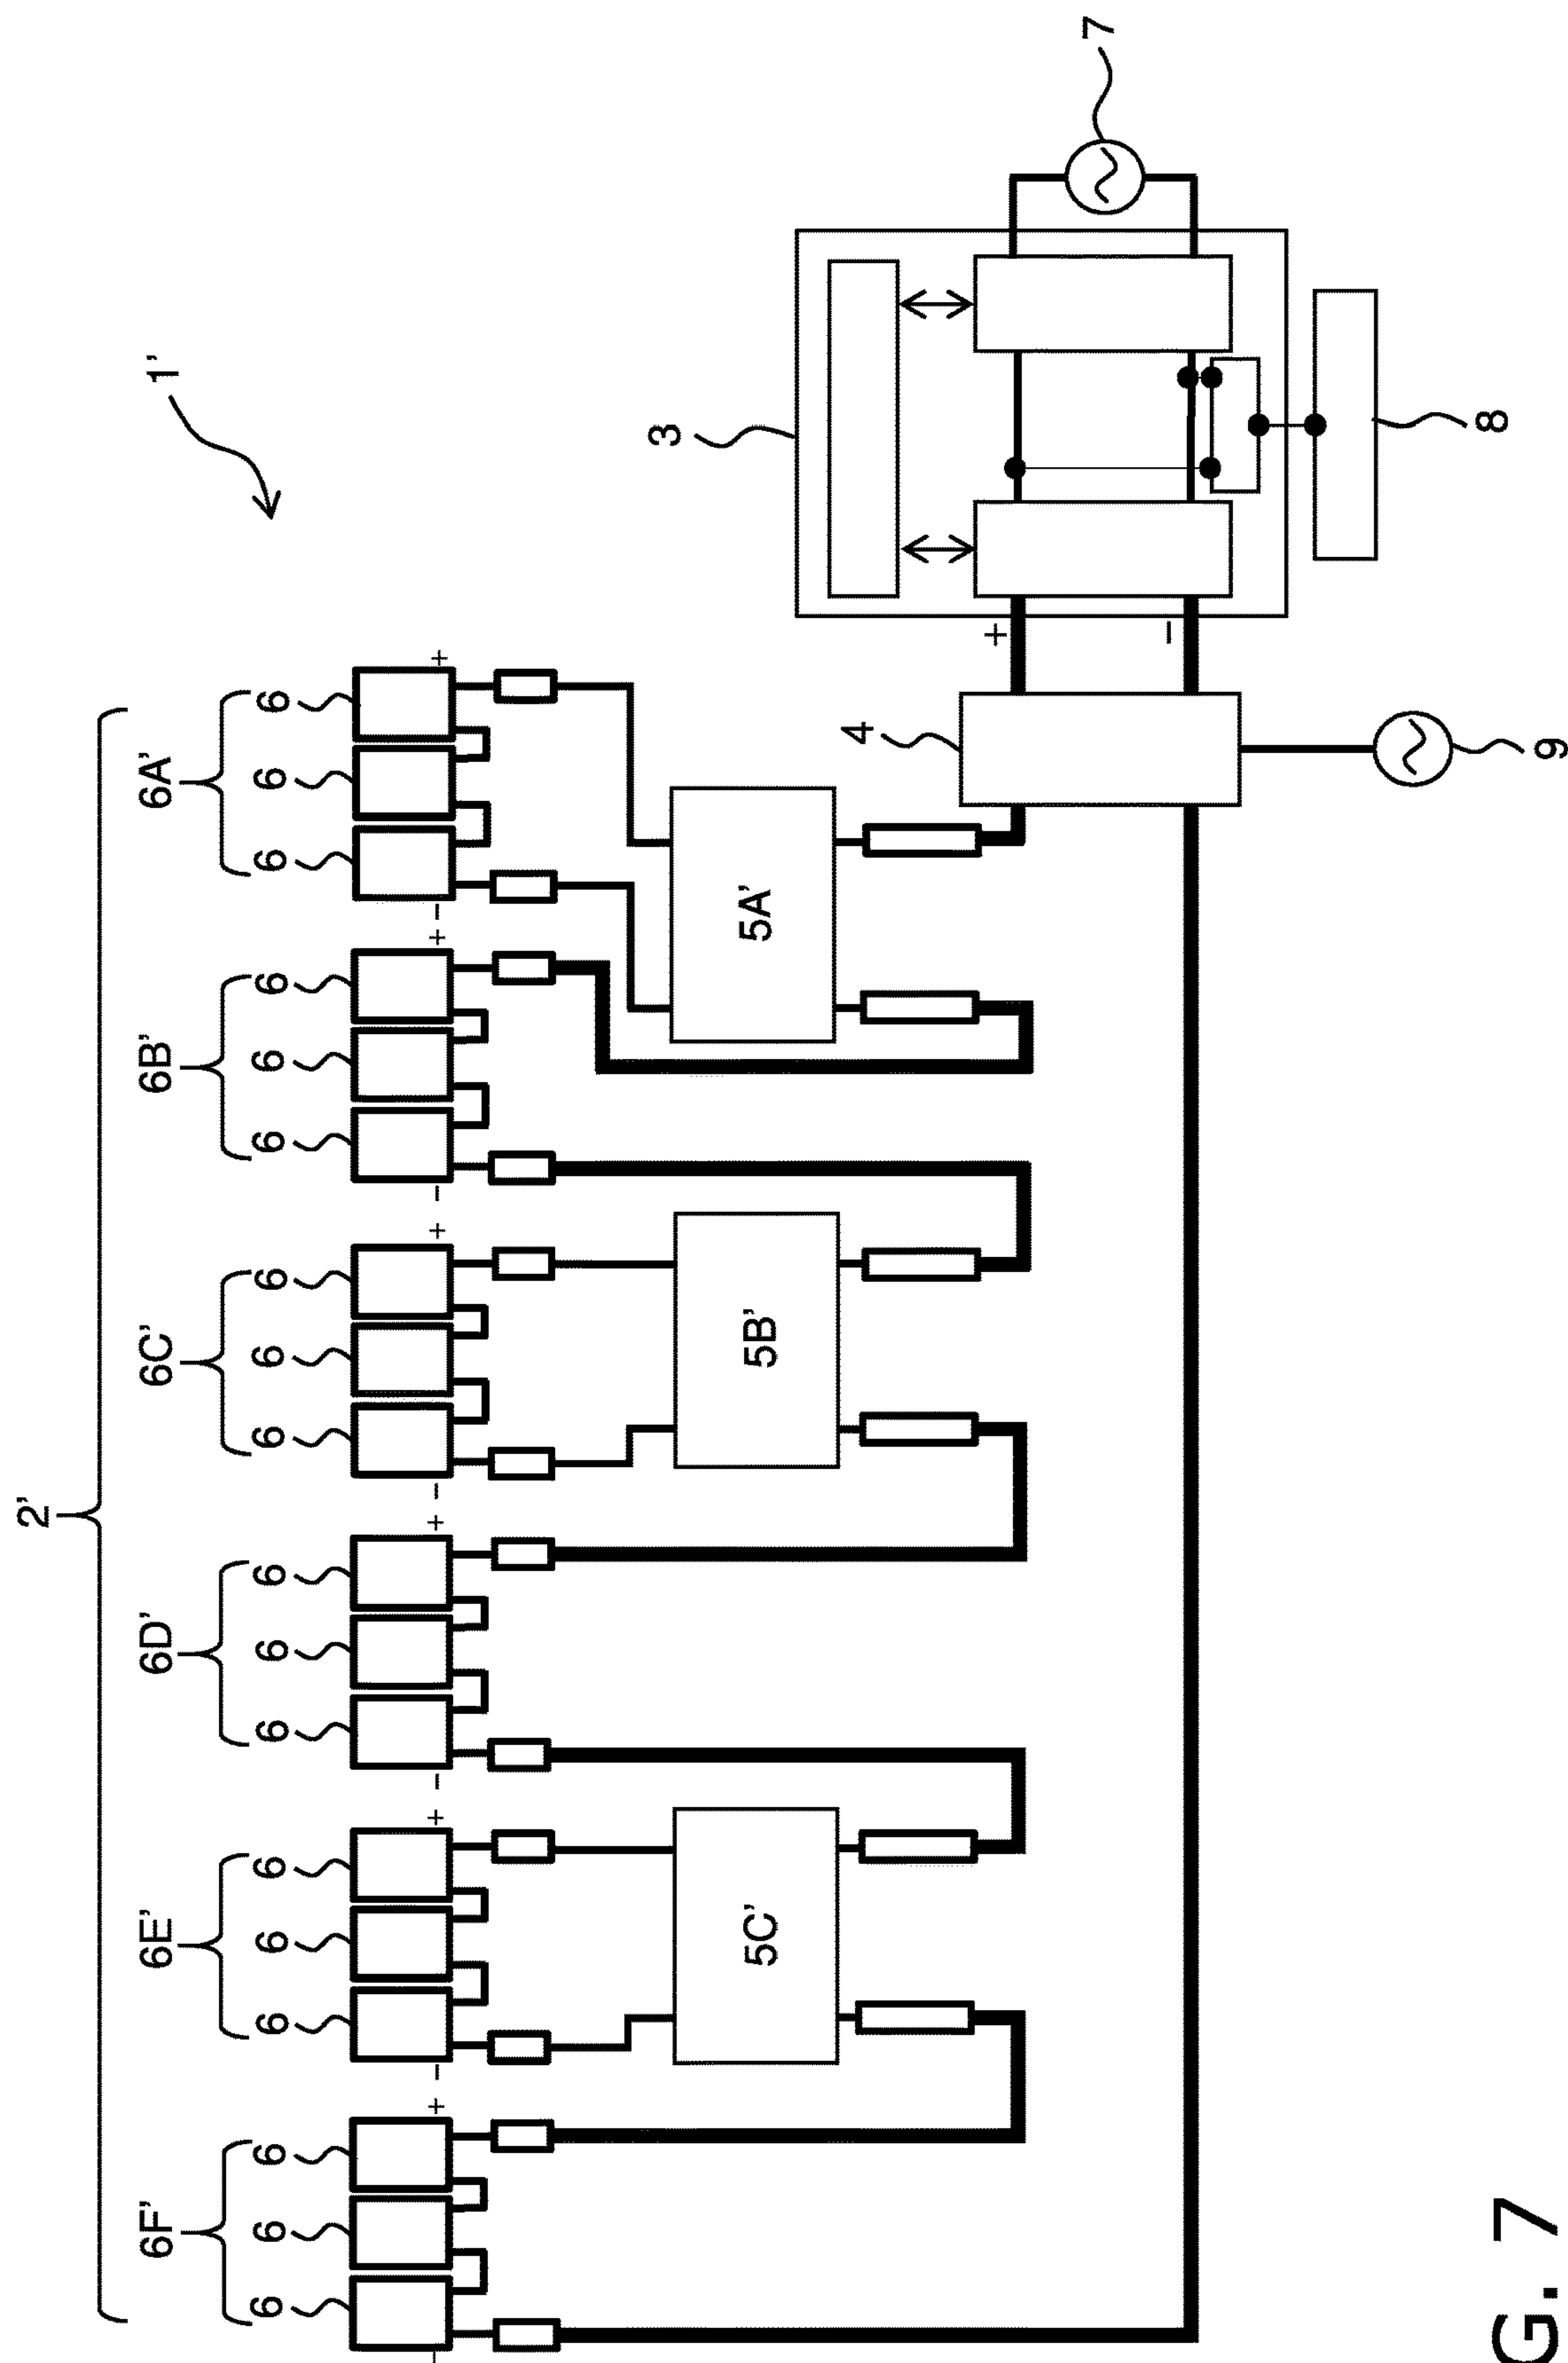 1'
2'
6F' 6E' 6D' 6C' 6B' 6A'
6 6 6 6 6 6 6 6 6 6 6 6 6 6 6 6 6 6
- + - + - + - + - + - +
5C' 5B' 5A'
3
4
+
-
7
8
9
G. 7